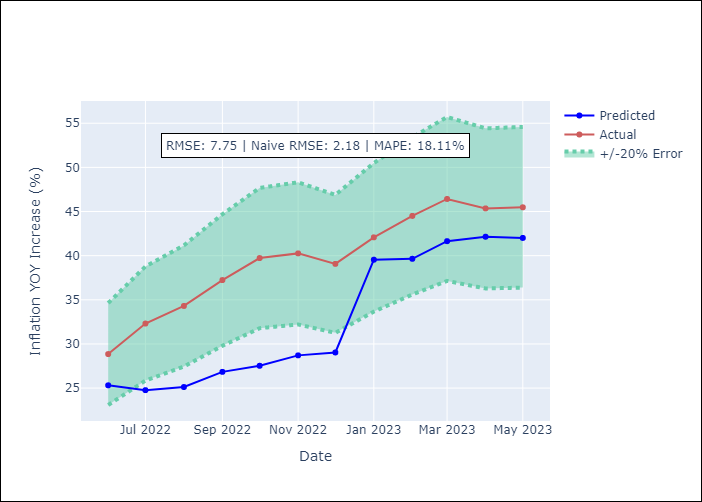 RMSE: 7.75 | Naive RMSE: 2.18 | MAPE: 18.11%
Predicted
Actual
+/-20% Error
Inflation YOY Increase (%)
55
50
45
40
35
30
25
Jul 2022
Sep 2022
Nov 2022
Jan 2023
Mar 2023
May 2023
Date